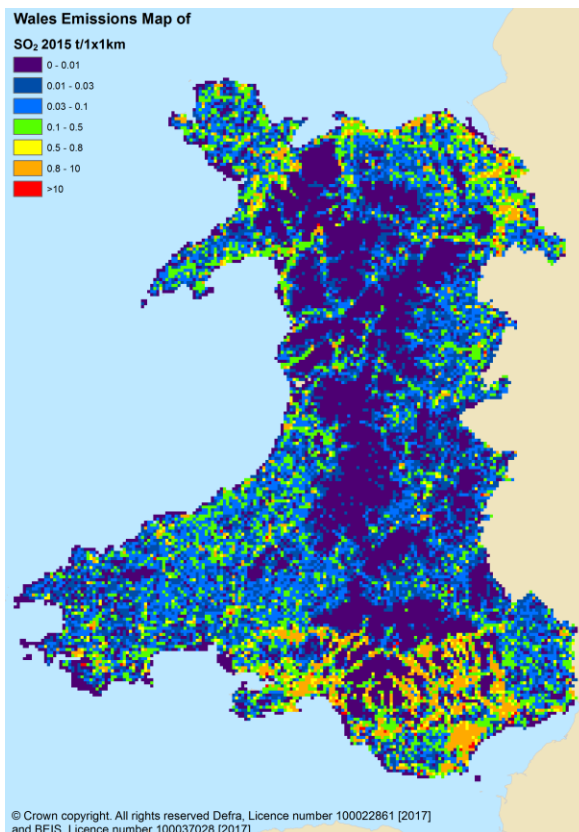 Wales Emissions Map of
SO₂ 2015 t/1x1km
0 - 0.01
0.01 - 0.03
0.03 - 0.1
0.1 - 0.5
0.5 - 0.8
0.8 - 10
>10
© Crown copyright. All rights reserved Defra, Licence number 100022861 [2017]
and BEIS, Licence number 100037028 [2017]